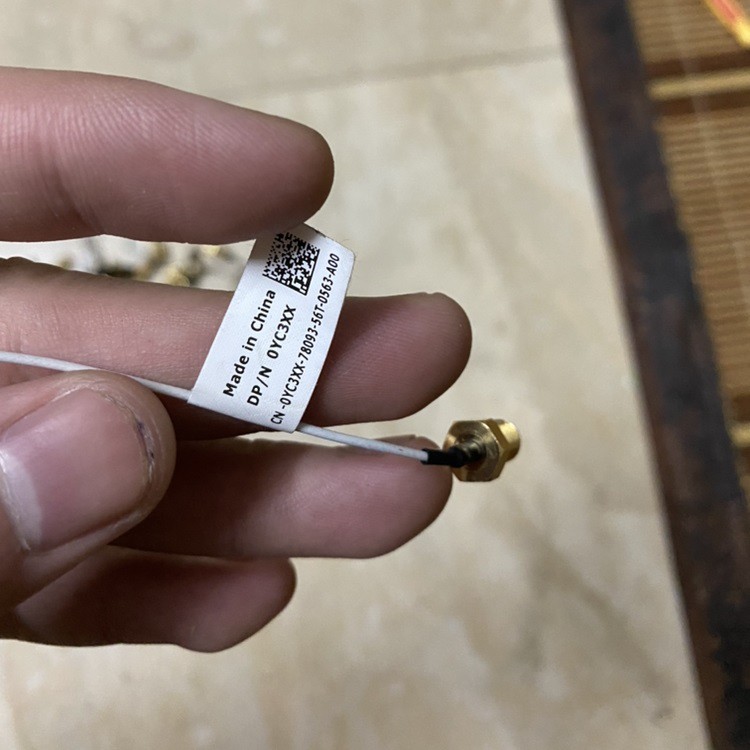 Made in China
DP/N 0YC3XX
CN-0YC3XX-78093-56T-0563-A00